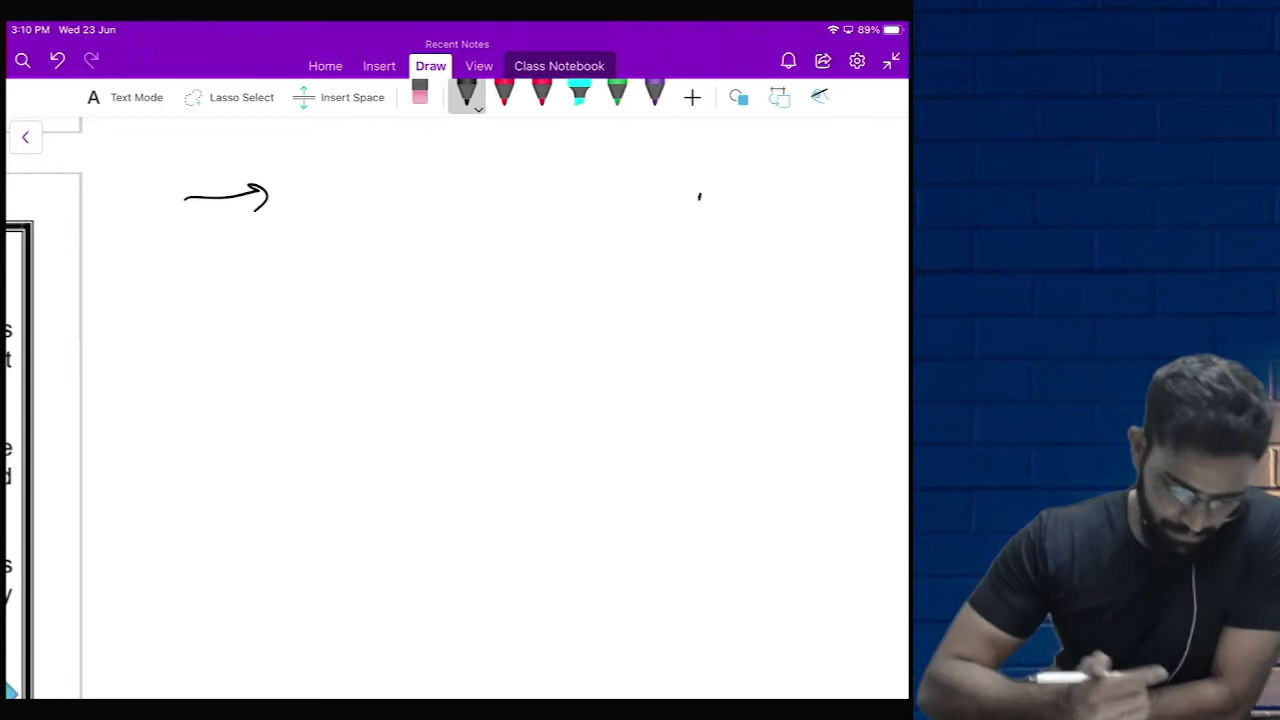 3:10 PM Wed 23 Jun
89%
Recent Notes
Home Insert Draw View Class Notebook
A Text Mode Lasso Select Insert Space
s
t
e
d
s
y